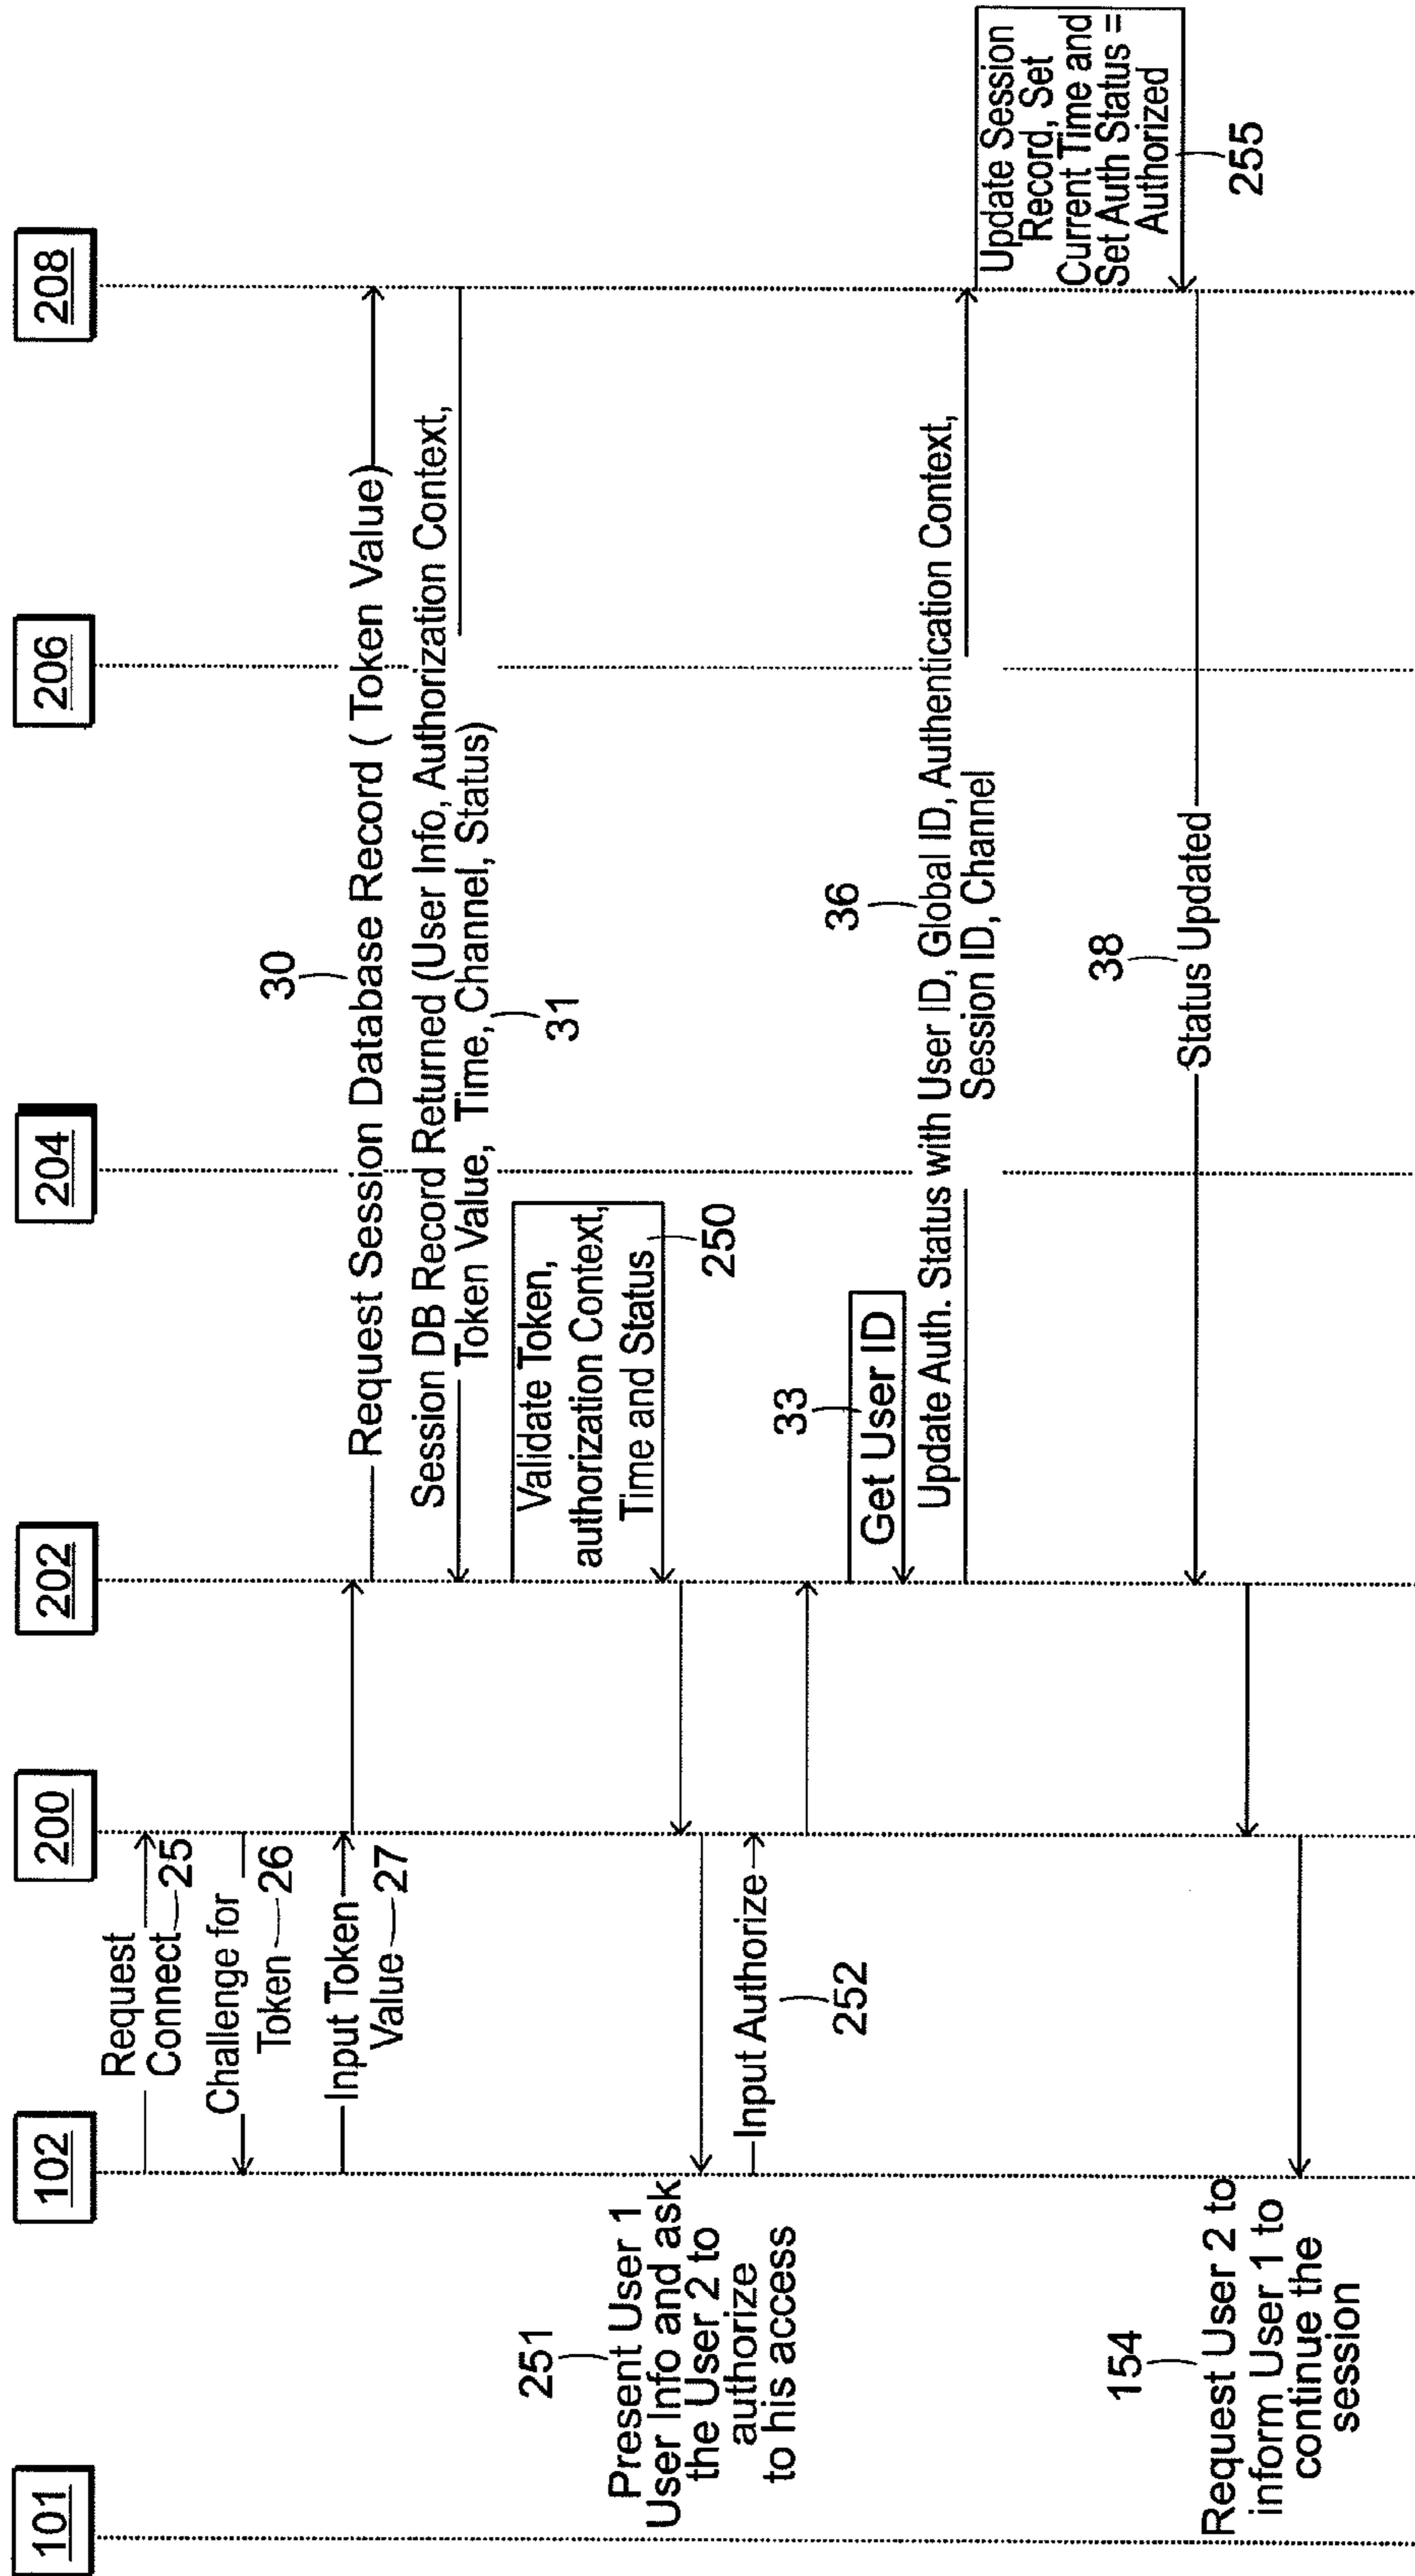 101
102
200
202
204
206
208
Request
Connect 25
Challenge for
Token 26
Input Token
Value 27
30
Request Session Database Record ( Token Value)
Session DB Record Returned (User Info, Authorization Context,
Token Value, Time, Channel, Status)
31
Validate Token,
authorization Context,
Time and Status
250
251
Present User 1
User Info and ask
the User 2 to
authorize
to his access
Input Authorize
252
33
Get User ID
36
Update Auth. Status with User ID, Global ID, Authentication Context,
Session ID, Channel
Update Session
Record, Set
Current Time and
Set Auth Status =
Authorized
255
38
Status Updated
154
Request User 2 to
inform User 1 to
continue the
session